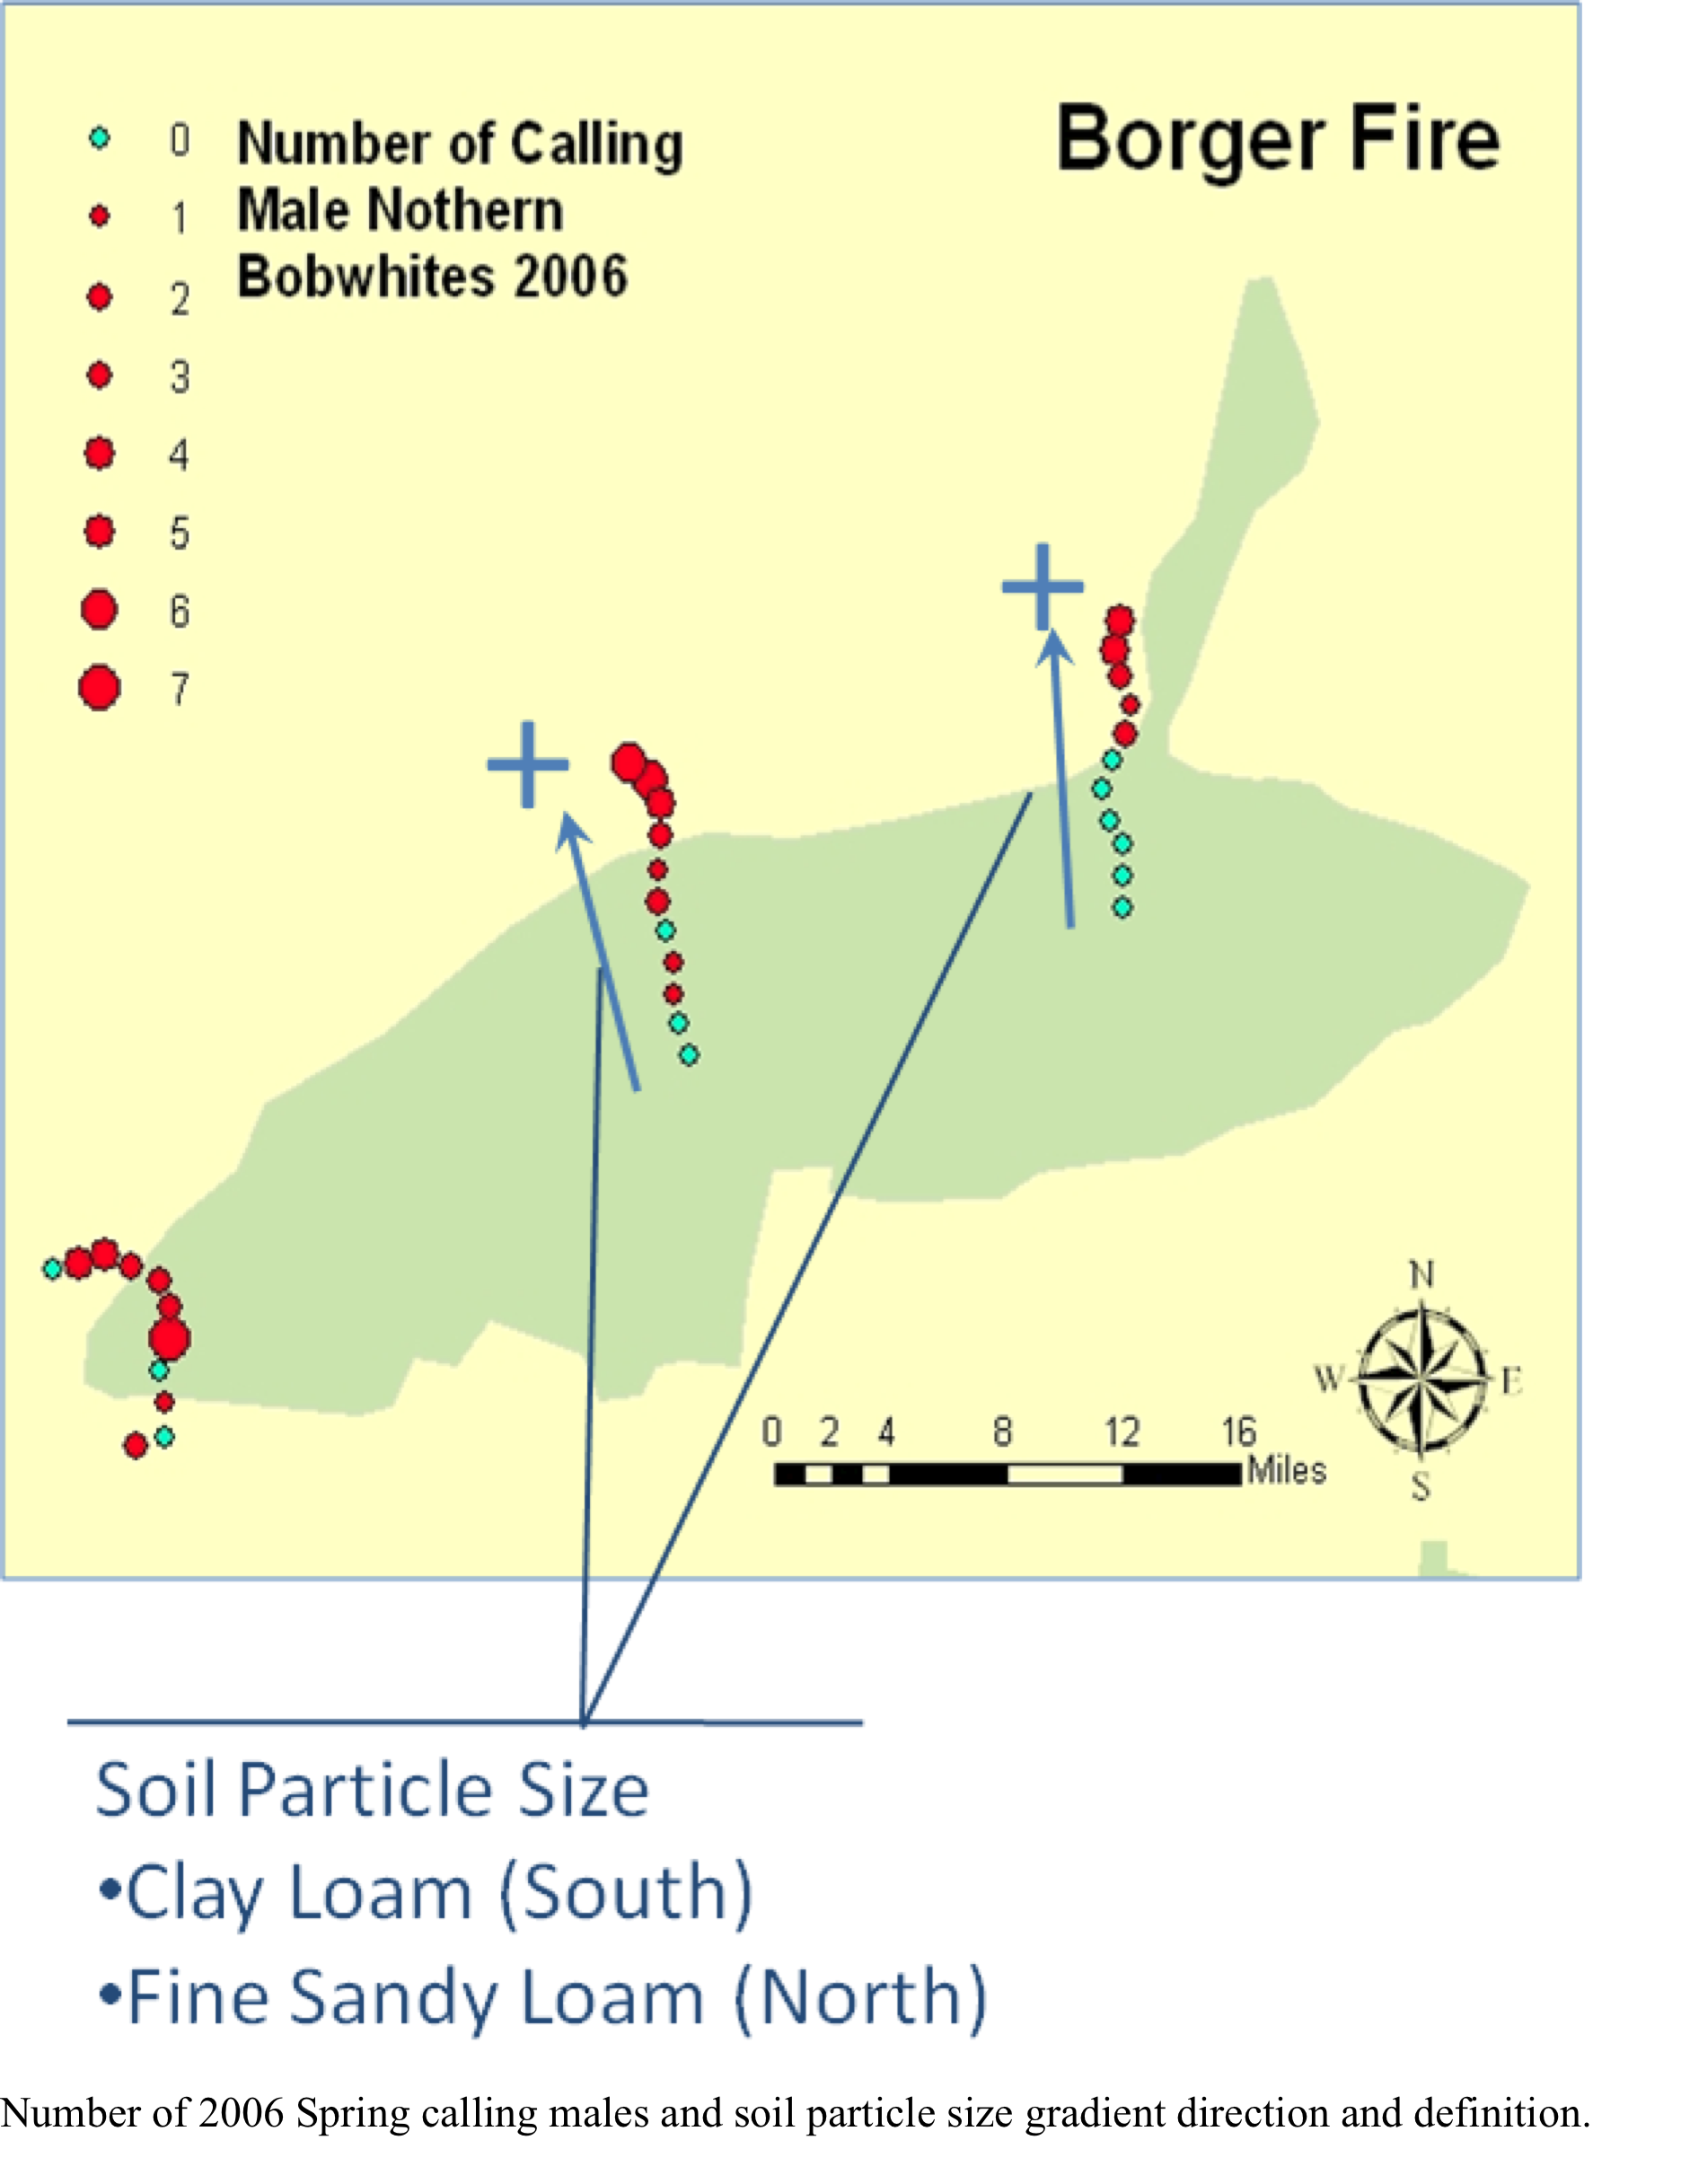 Borger Fire
0 Number of Calling
1 Male Nothern
2 Bobwhites 2006
3
4
5
6
7
N
W E
S
0 2 4 8 12 16
Miles
Soil Particle Size
•Clay Loam (South)
•Fine Sandy Loam (North)
Number of 2006 Spring calling males and soil particle size gradient direction and definition.